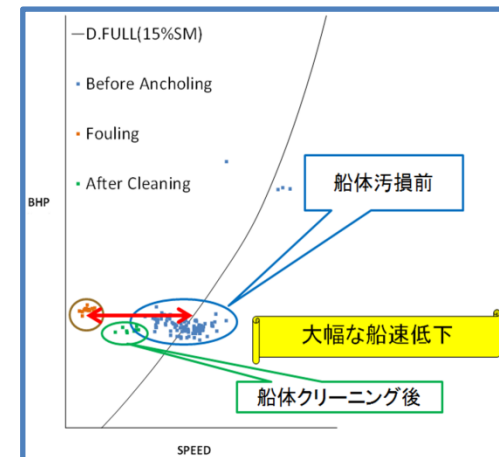 D.FULL(15%SM)
Before Ancholing
Fouling
After Cleaning
船体汚損前
BHP
大幅な船速低下
船体クリーニング後
SPEED